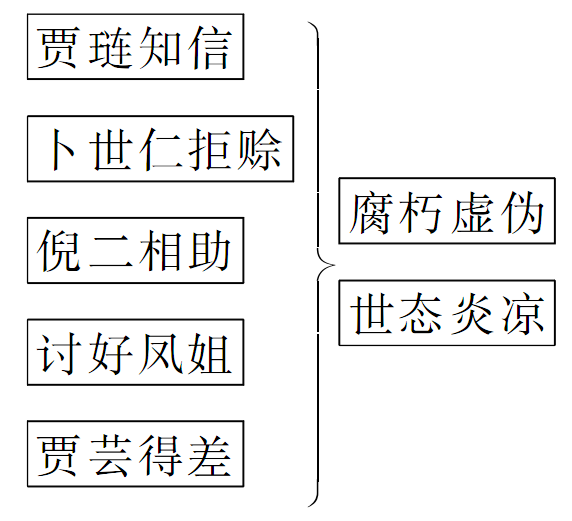 贾琏知信
卜世仁拒赊
倪二相助
讨好凤姐
贾芸得差
腐朽虚伪
世态炎凉